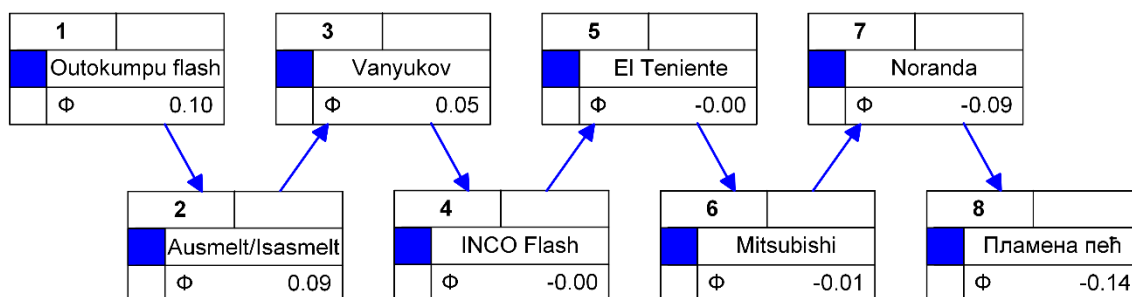 1
Outokumpu flash
Φ 0.10
2
Ausmelt/Isasmelt
Φ 0.09
3
Vanyukov
Φ 0.05
4
INCO Flash
Φ -0.00
5
El Teniente
Φ -0.00
6
Mitsubishi
Φ -0.01
7
Noranda
Φ -0.09
8
Пламена пећ
Φ -0.14